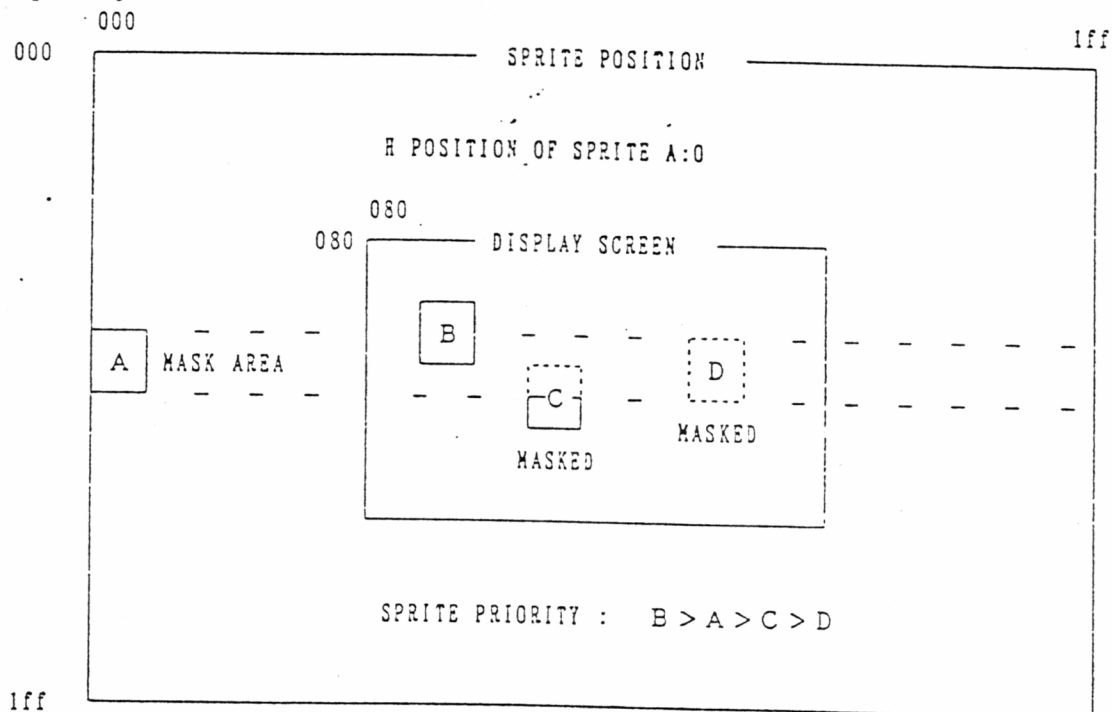 000
000 1ff
SPRITE POSITION
H POSITION OF SPRITE A:0
080
080 DISPLAY SCREEN
B
A MASK AREA
D
C
MASKED
MASKED
SPRITE PRIORITY : B > A > C > D
1ff